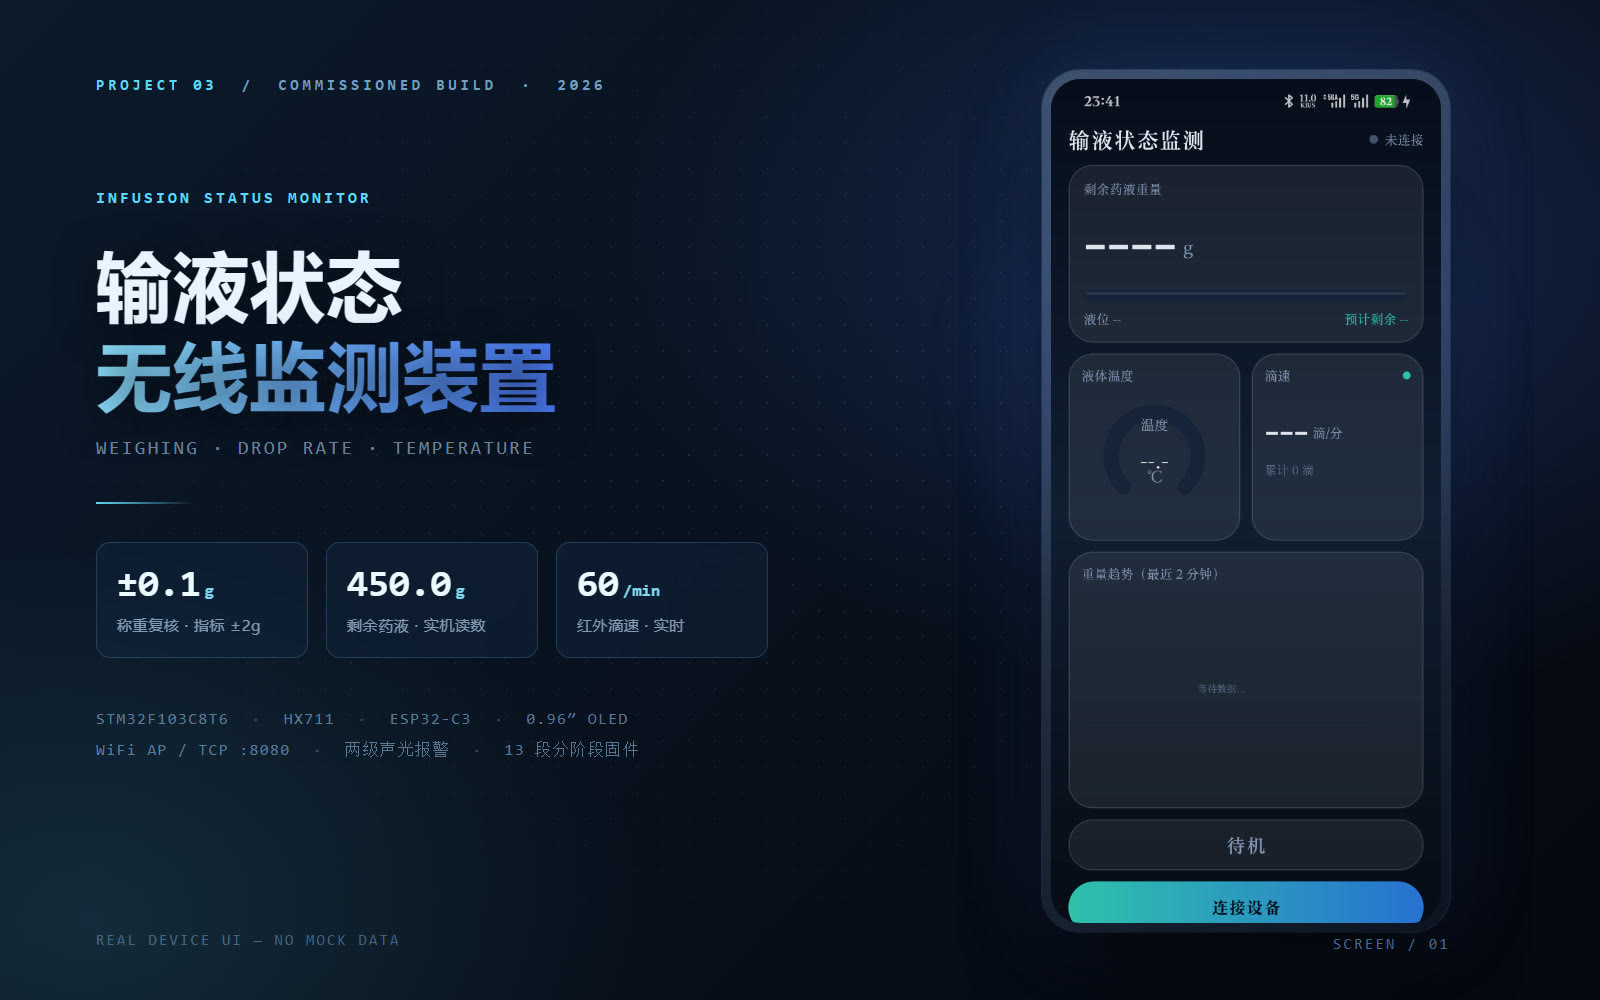 PROJECT 03 / COMMISSIONED BUILD · 2026
INFUSION STATUS MONITOR
输液状态
无线监测装置
WEIGHING · DROP RATE · TEMPERATURE
±0.1g
称重复核 · 指标 ±2g
450.0g
剩余药液 · 实机读数
60/min
红外滴速 · 实时
STM32F103C8T6 · HX711 · ESP32-C3 · 0.96” OLED
WiFi AP / TCP :8080 · 两级声光报警 · 13 段分阶段固件
REAL DEVICE UI — NO MOCK DATA
23:41
11.0 KB/S 5G 82
输液状态监测
未连接
剩余药液重量
---- g
液位 --
预计剩余 --
液体温度
温度
--.-
℃
滴速
--- 滴/分
累计 0 滴
重量趋势（最近 2 分钟）
等待数据...
待机
连接设备
SCREEN / 01